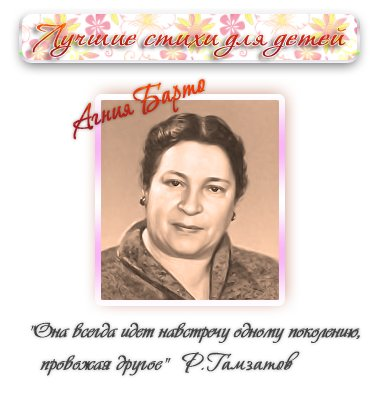 Лучшие стихи для детей
Агния Барто
"Она всегда идет навстречу одному поколению,
провожая другое" Р.Гамзатов